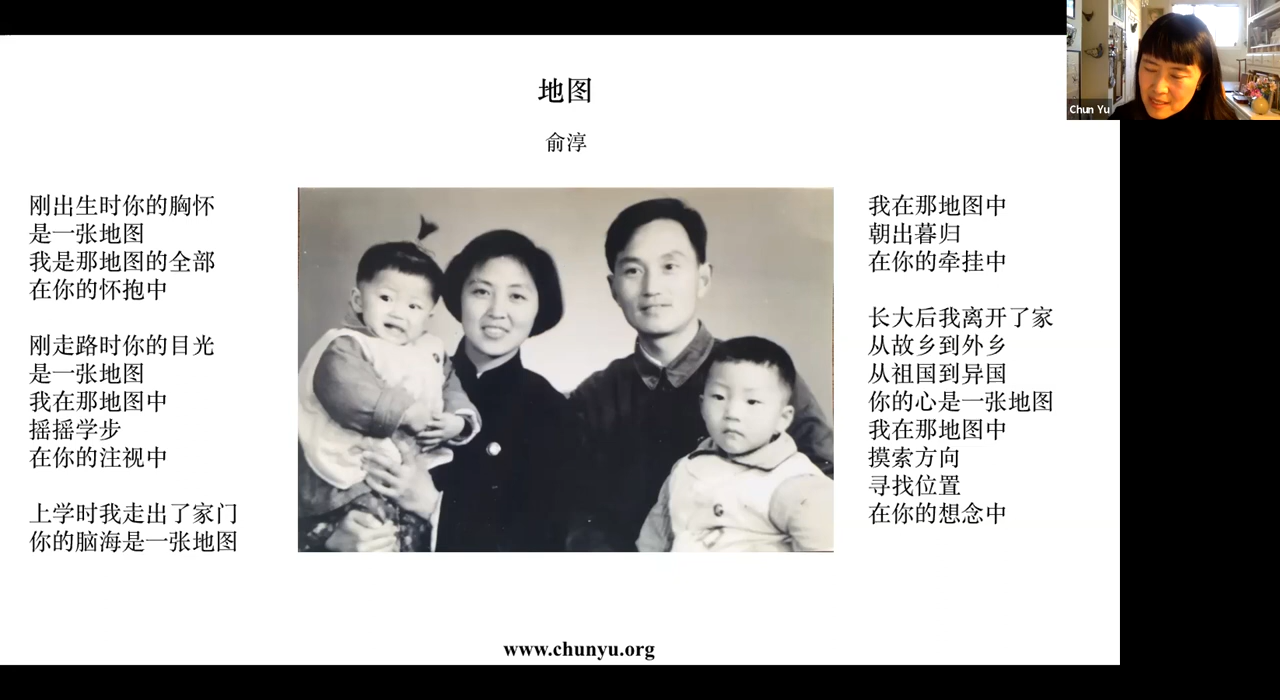 地图
俞淳
刚出生时你的胸怀
是一张地图
我是那地图的全部
在你的怀抱中
刚走路时你的目光
是一张地图
我在那地图中
摇摇学步
在你的注视中
上学时我走出了家门
你的脑海是一张地图
我在那地图中
朝出暮归
在你的牵挂中
长大后我离开了家
从故乡到外乡
从祖国到异国
你的心是一张地图
我在那地图中
摸索方向
寻找位置
在你的想念中
www.chunyu.org
Chun Yu